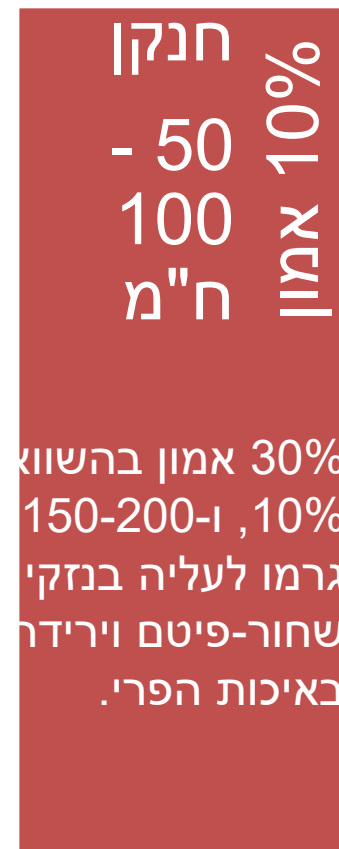 חנקן
50 -
100
ח"מ
10% אמון
30% אמון בהשווא
10%, ו-150-200
גרמו לעליה בנזקי
שחור-פיטם וירידה
באיכות הפרי.